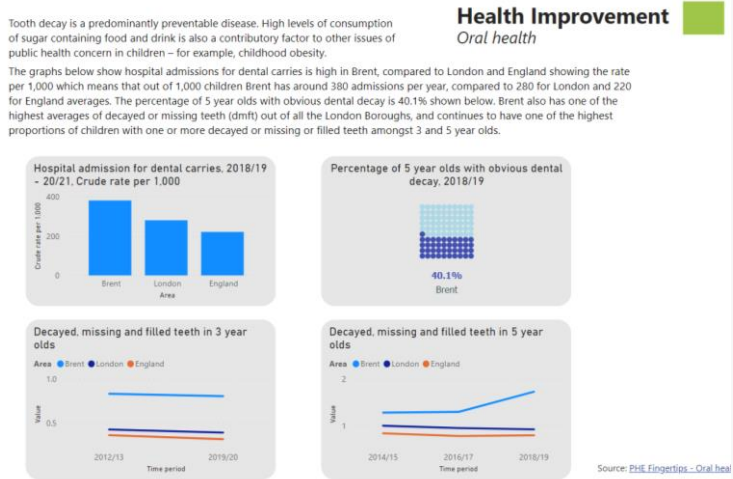 Health Improvement
Oral health
Tooth decay is a predominantly preventable disease. High levels of consumption
of sugar containing food and drink is also a contributory factor to other issues of
public health concern in children – for example, childhood obesity.
The graphs below show hospital admissions for dental carries is high in Brent, compared to London and England showing the rate
per 1,000 which means that out of 1,000 children Brent has around 380 admissions per year, compared to 280 for London and 220
for England averages. The percentage of 5 year olds with obvious dental decay is 40.1% shown below. Brent also has one of the
highest averages of decayed or missing teeth (dmft) out of all the London Boroughs, and continues to have one of the highest
proportions of children with one or more decayed or missing or filled teeth amongst 3 and 5 year olds.
Hospital admission for dental carries, 2018/19
- 20/21, Crude rate per 1,000
Crude rate per 1,000
400
200
0
Brent London England
Area
Percentage of 5 year olds with obvious dental
decay, 2018/19
40.1%
Brent
Decayed, missing and filled teeth in 3 year
olds
Area Brent London England
Value
1.0
0.5
2012/13 2019/20
Time period
Decayed, missing and filled teeth in 5 year
olds
Area Brent London England
Value
2
1
2014/15 2016/17 2018/19
Time period
Source: PHE Fingertips - Oral heal